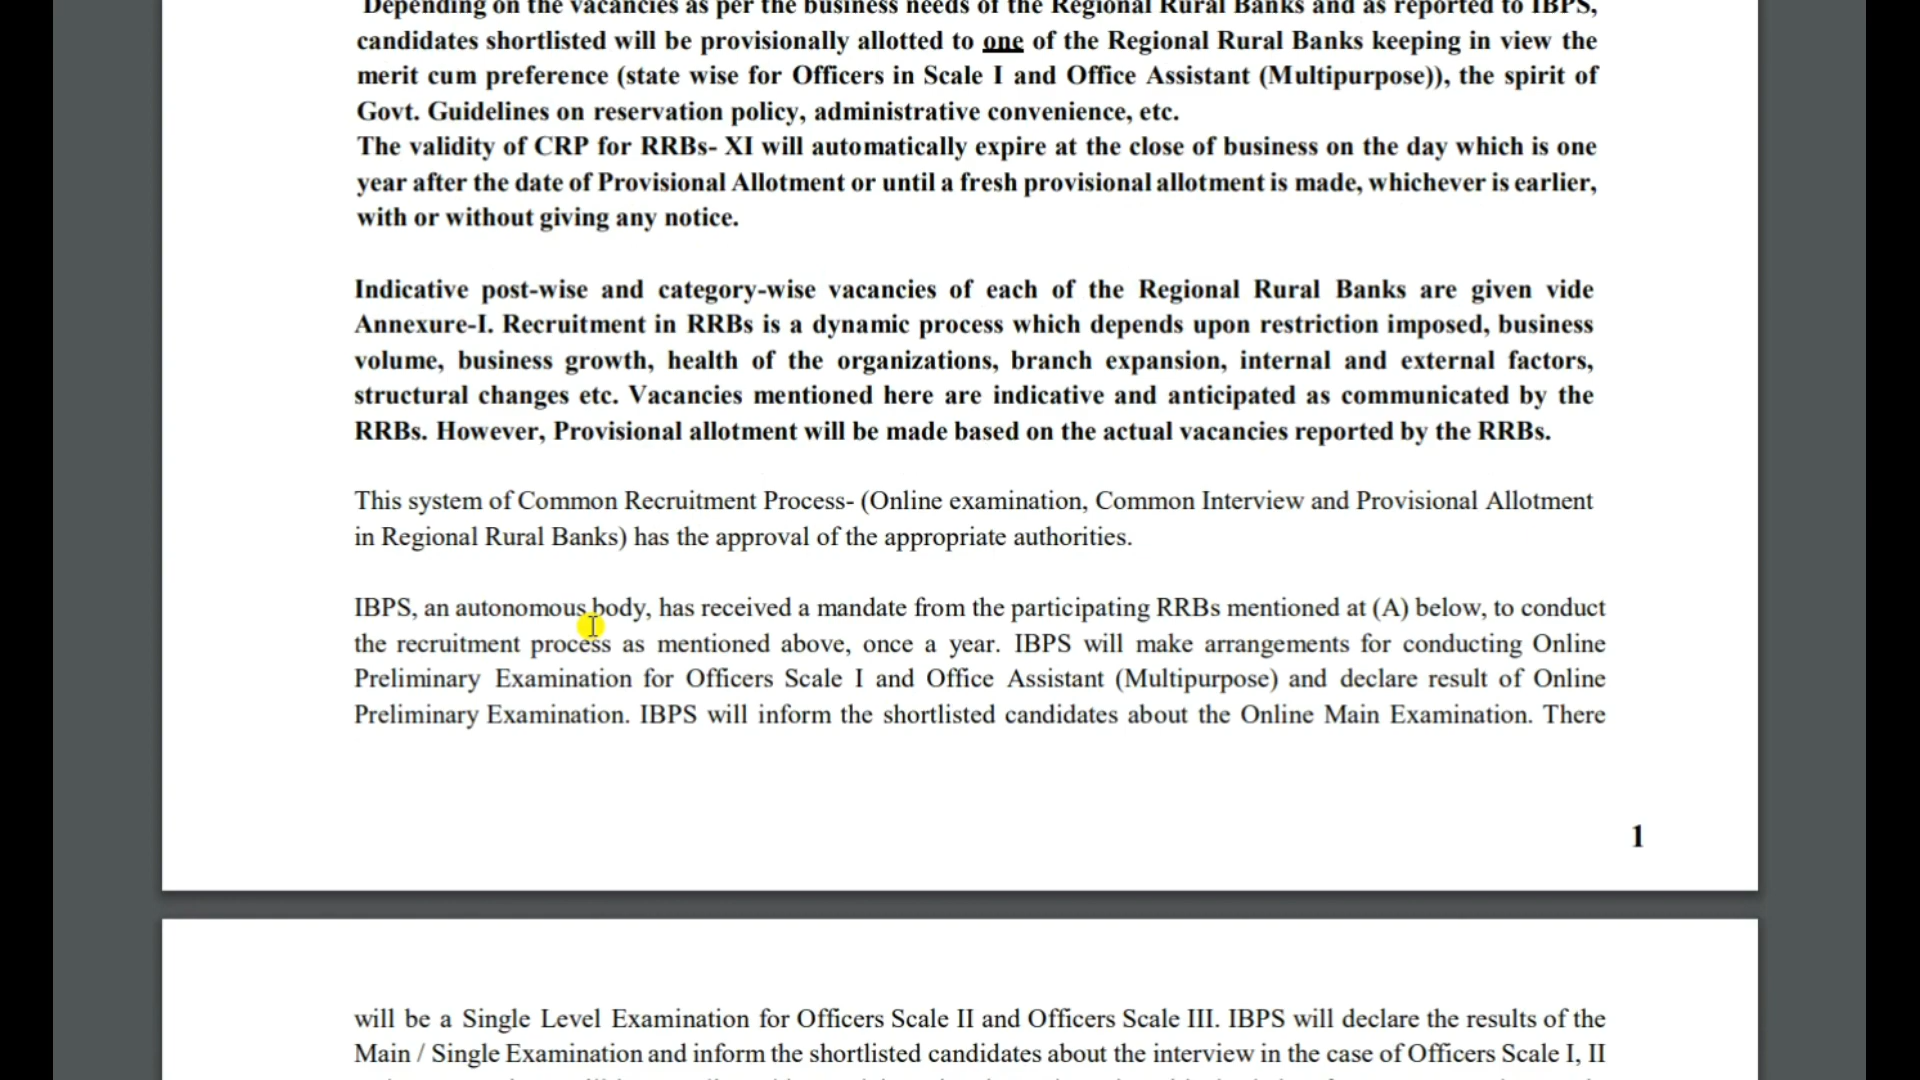 Depending on the vacancies as per the business needs of the Regional Rural Banks and as reported to IBPS,
candidates shortlisted will be provisionally allotted to one of the Regional Rural Banks keeping in view the
merit cum preference (state wise for Officers in Scale I and Office Assistant (Multipurpose)), the spirit of
Govt. Guidelines on reservation policy, administrative convenience, etc.
The validity of CRP for RRBs- XI will automatically expire at the close of business on the day which is one
year after the date of Provisional Allotment or until a fresh provisional allotment is made, whichever is earlier,
with or without giving any notice.
Indicative post-wise and category-wise vacancies of each of the Regional Rural Banks are given vide
Annexure-I. Recruitment in RRBs is a dynamic process which depends upon restriction imposed, business
volume, business growth, health of the organizations, branch expansion, internal and external factors,
structural changes etc. Vacancies mentioned here are indicative and anticipated as communicated by the
RRBs. However, Provisional allotment will be made based on the actual vacancies reported by the RRBs.
This system of Common Recruitment Process- (Online examination, Common Interview and Provisional Allotment
in Regional Rural Banks) has the approval of the appropriate authorities.
IBPS, an autonomous body, has received a mandate from the participating RRBs mentioned at (A) below, to conduct
the recruitment process as mentioned above, once a year. IBPS will make arrangements for conducting Online
Preliminary Examination for Officers Scale I and Office Assistant (Multipurpose) and declare result of Online
Preliminary Examination. IBPS will inform the shortlisted candidates about the Online Main Examination. There
1
will be a Single Level Examination for Officers Scale II and Officers Scale III. IBPS will declare the results of the
Main / Single Examination and inform the shortlisted candidates about the interview in the case of Officers Scale I, II